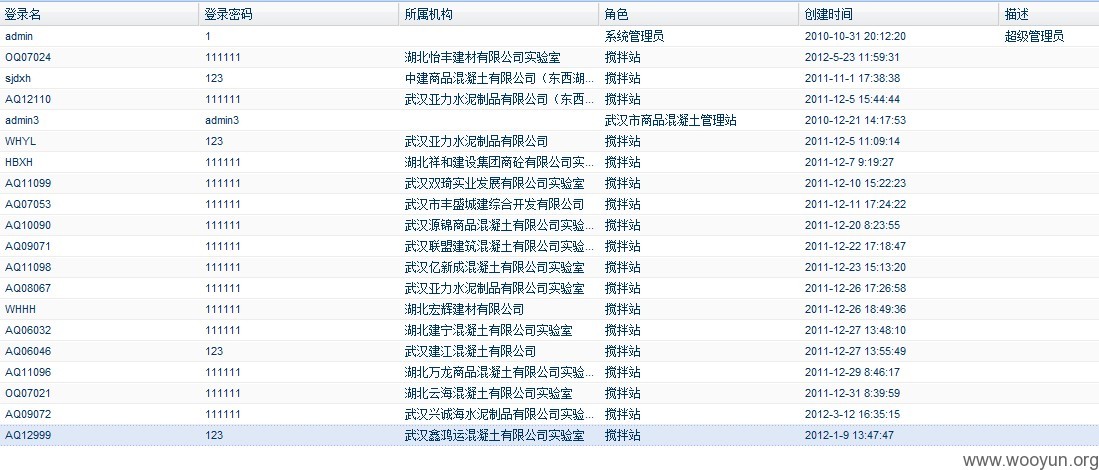 登录名 登录密码 所属机构 角色 创建时间 描述
admin 1 系统管理员 2010-10-31 20:12:20 超级管理员
OQ07024 111111 湖北怡丰建材有限公司实验室 搅拌站 2012-5-23 11:59:31
sjdxh 123 中建商品混凝土有限公司（东西湖... 搅拌站 2011-11-1 17:38:38
AQ12110 111111 武汉亚力水泥制品有限公司（东西... 搅拌站 2011-12-5 15:44:44
admin3 admin3 武汉市商品混凝土管理站 2010-12-21 14:17:53
WHYL 123 武汉亚力水泥制品有限公司 搅拌站 2011-12-5 11:09:14
HBXH 111111 湖北祥和建设集团商砼有限公司实... 搅拌站 2011-12-7 9:19:27
AQ11099 111111 武汉双琦实业发展有限公司实验室 搅拌站 2011-12-10 15:22:23
AQ07053 111111 武汉市丰盛城建综合开发有限公司 搅拌站 2011-12-11 17:24:22
AQ10090 111111 武汉源锦商品混凝土有限公司实验... 搅拌站 2011-12-20 8:23:55
AQ09071 111111 武汉联盟建筑混凝土有限公司实验... 搅拌站 2011-12-22 17:18:47
AQ11098 111111 武汉亿新成混凝土有限公司实验室 搅拌站 2011-12-23 15:13:20
AQ08067 111111 武汉亚力水泥制品有限公司实验室 搅拌站 2011-12-26 17:26:58
WHHH 111111 湖北宏辉建材有限公司 搅拌站 2011-12-26 18:49:36
AQ06032 111111 湖北建宁混凝土有限公司实验室 搅拌站 2011-12-27 13:48:10
AQ06046 123 武汉建江混凝土有限公司 搅拌站 2011-12-27 13:55:49
AQ11096 111111 湖北万龙商品混凝土有限公司实验... 搅拌站 2011-12-29 8:46:17
OQ07021 111111 湖北云海混凝土有限公司实验室 搅拌站 2011-12-31 8:39:59
AQ09072 111111 武汉兴诚海水泥制品有限公司实验... 搅拌站 2012-3-12 16:35:15
AQ12999 123 武汉鑫鸿运混凝土有限公司实验室 搅拌站 2012-1-9 13:47:47
www.wooyun.org